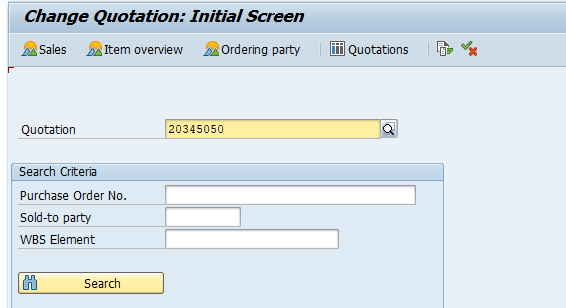 Change Quotation: Initial Screen
Sales Item overview Ordering party Quotations
Quotation 20345050
Search Criteria
Purchase Order No.
Sold-to party
WBS Element
Search